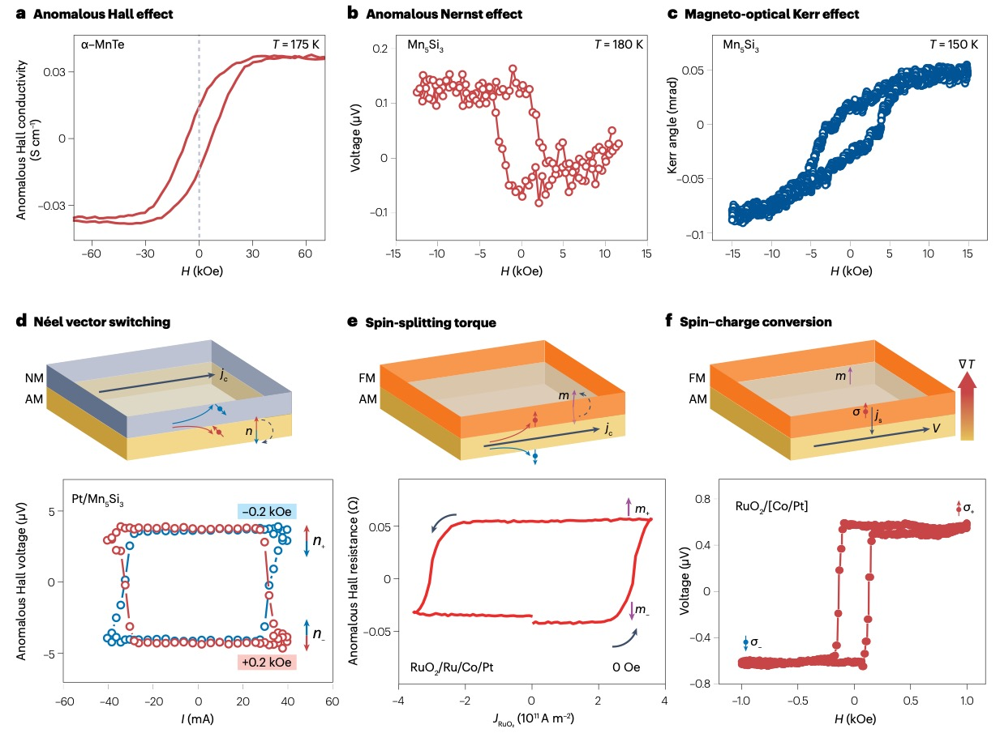 a Anomalous Hall effect
α–MnTe
T = 175 K
Anomalous Hall conductivity
(S cm⁻¹)
0.03
0
−0.03
−60
−30
0
30
60
H (kOe)
b Anomalous Nernst effect
Mn₅Si₃
T = 180 K
Voltage (μV)
0.2
0.1
0
−0.1
−15
−10
−5
0
5
10
15
H (kOe)
c Magneto-optical Kerr effect
Mn₅Si₃
T = 150 K
Kerr angle (mrad)
0.05
0
−0.05
−0.1
−15
−10
−5
0
5
10
15
H (kOe)
d Néel vector switching
NM
AM
j_c
n
Pt/Mn₅Si₃
−0.2 kOe
n₊
n₋
+0.2 kOe
Anomalous Hall voltage (μV)
5
0
−5
−60
−40
−20
0
20
40
60
I (mA)
e Spin-splitting torque
FM
AM
m
j_c
Anomalous Hall resistance (Ω)
0.05
0
−0.05
m₊
m₋
RuO₂/Ru/Co/Pt
0 Oe
−4
−2
0
2
4
J_RuO₂ (10¹¹ A m⁻²)
f Spin–charge conversion
FM
AM
m
σ
j_s
V
∇T
RuO₂/[Co/Pt]
σ₊
σ₋
Voltage (μV)
0.8
0.4
0
−0.4
−0.8
−1.0
−0.5
0
0.5
1.0
H (kOe)